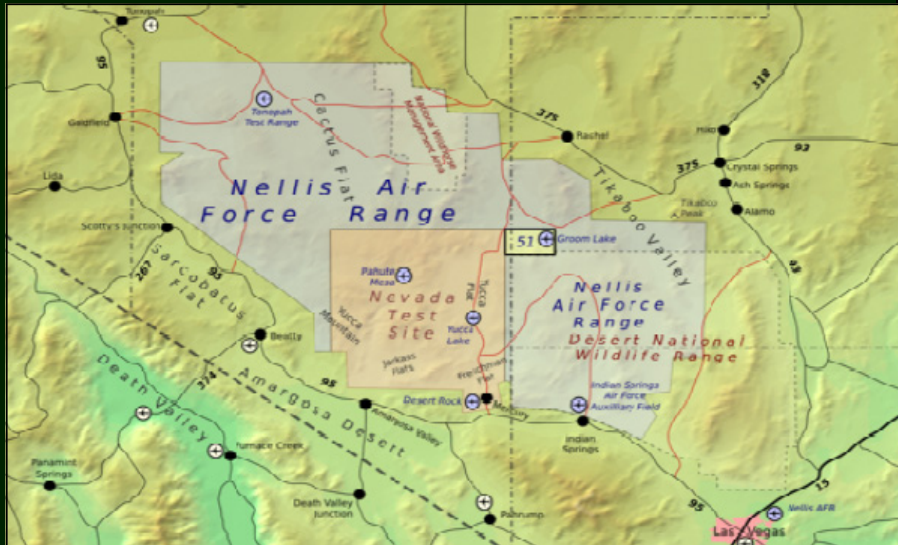 Tonopah
95
Goldfield
Lida
Scotty's Junction
267
95
Sarcobatus
Flat
Tonopah
Test Range
Cactus Flat
National Wildhorse
Management Area
Nellis Air
Force Range
375
Rachel
Hiko
318
93
375
Crystal Springs
Ash Springs
Alamo
Tikaboo
Peak
Tikaboo Valley
51
Groom Lake
93
Pahute
Mesa
Nevada
Test
Site
Yucca
Flat
Yucca
Lake
Yucca
Mountain
Jackass
Flats
Frenchman
Flat
Nellis
Air Force
Range
Desert National
Wildlife Range
Indian Springs
Air Force
Auxillary Field
Desert Rock
Mercury
Indian
Springs
Beatty
374
95
Amargosa Desert
Amargosa Valley
Death Valley
Furnace Creek
Panamint
Springs
Death Valley
Junction
Pahrump
95
15
Nellis AFB
Las Vegas